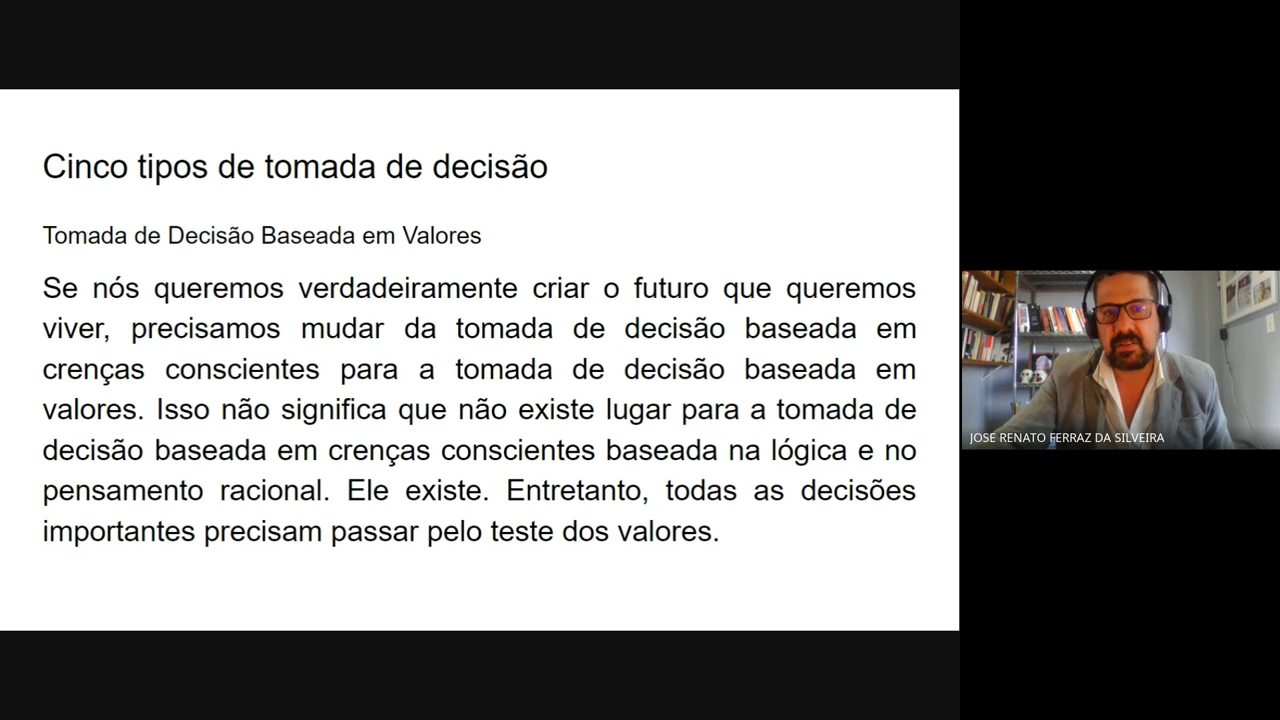 Cinco tipos de tomada de decisão
Tomada de Decisão Baseada em Valores
Se nós queremos verdadeiramente criar o futuro que queremos
viver, precisamos mudar da tomada de decisão baseada em
crenças conscientes para a tomada de decisão baseada em
valores. Isso não significa que não existe lugar para a tomada de
decisão baseada em crenças conscientes baseada na lógica e no
pensamento racional. Ele existe. Entretanto, todas as decisões
importantes precisam passar pelo teste dos valores.
JOSE RENATO FERRAZ DA SILVEIRA